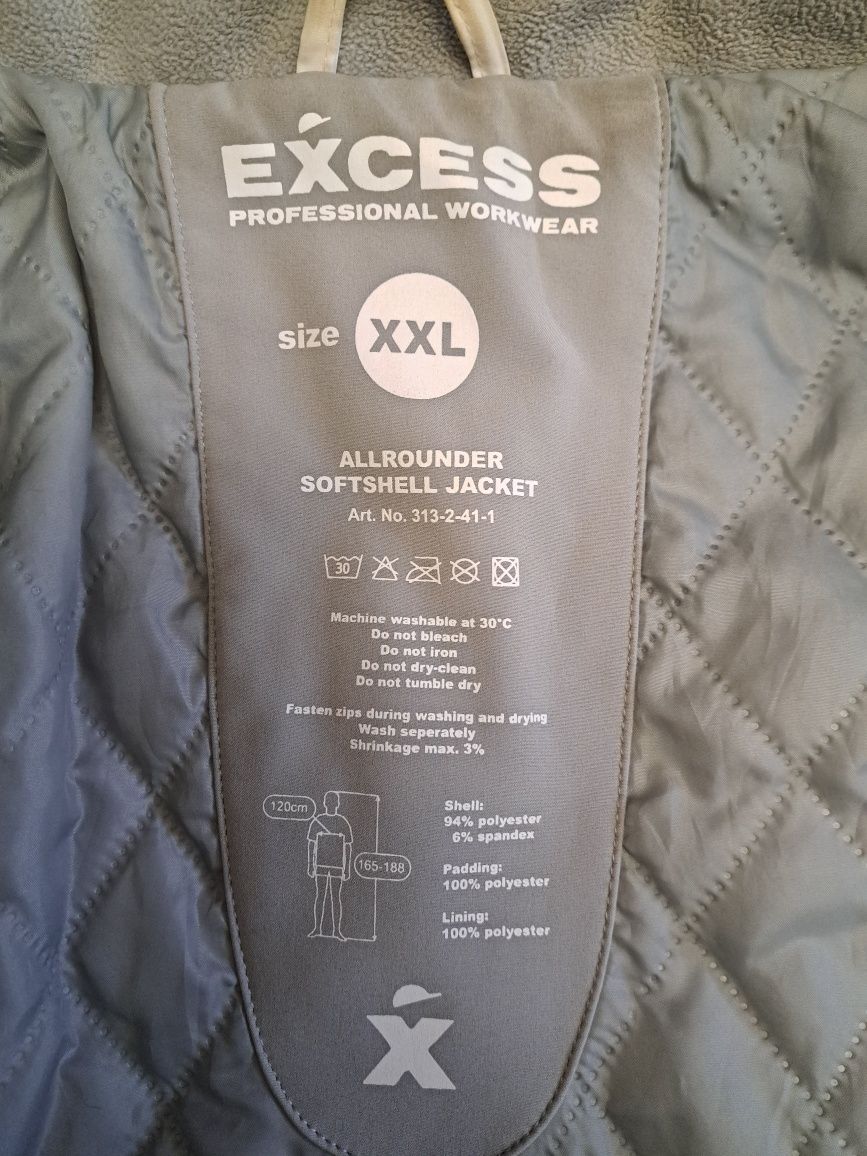 EXCESS
PROFESSIONAL WORKWEAR
size XXL
ALLROUNDER
SOFTSHELL JACKET
Art. No. 313-2-41-1
30
Machine washable at 30°C
Do not bleach
Do not iron
Do not dry-clean
Do not tumble dry
Fasten zips during washing and drying
Wash seperately
Shrinkage max. 3%
120cm
165-188
Shell:
94% polyester
6% spandex
Padding:
100% polyester
Lining:
100% polyester
X